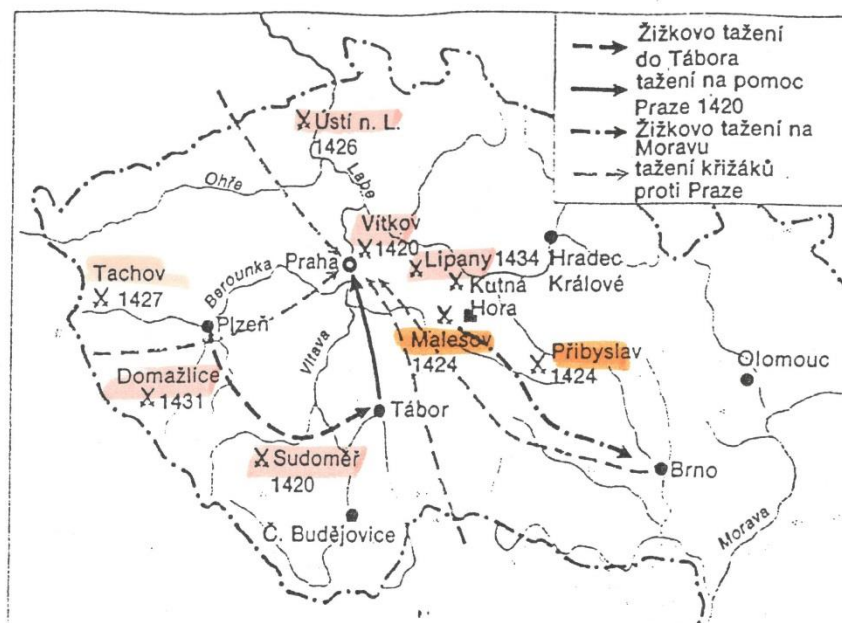 Žižkovo tažení
do Tábora
tažení na pomoc
Praze 1420
Žižkovo tažení na
Moravu
tažení křižáků
proti Praze
Ústí n. L.
1426
Ohře
Labe
Vítkov
1420
Praha
Lipany 1434
Hradec
Králové
Kutná
Hora
Tachov
1427
Berounka
Plzeň
Vltava
Malešov
1424
Přibyslav
1424
Olomouc
Domažlice
1431
Tábor
Sudoměř
1420
Brno
Č. Budějovice
Morava